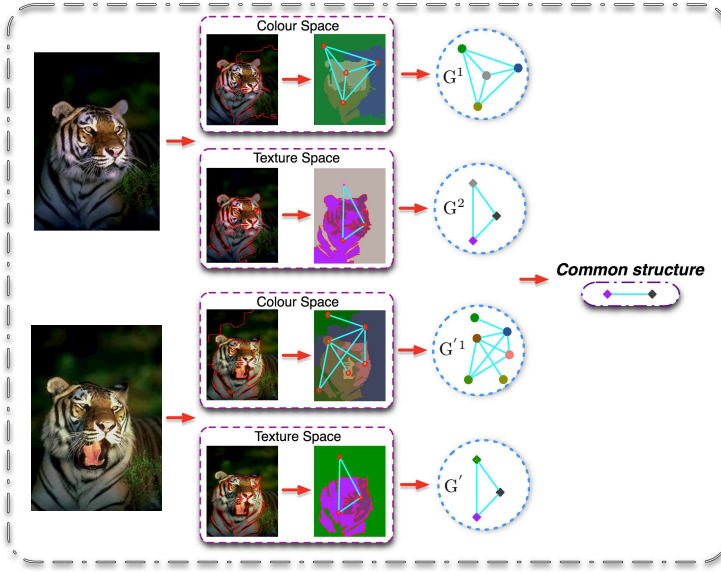 Colour Space
G1
Texture Space
G2
Common structure
Colour Space
G′1
Texture Space
G′